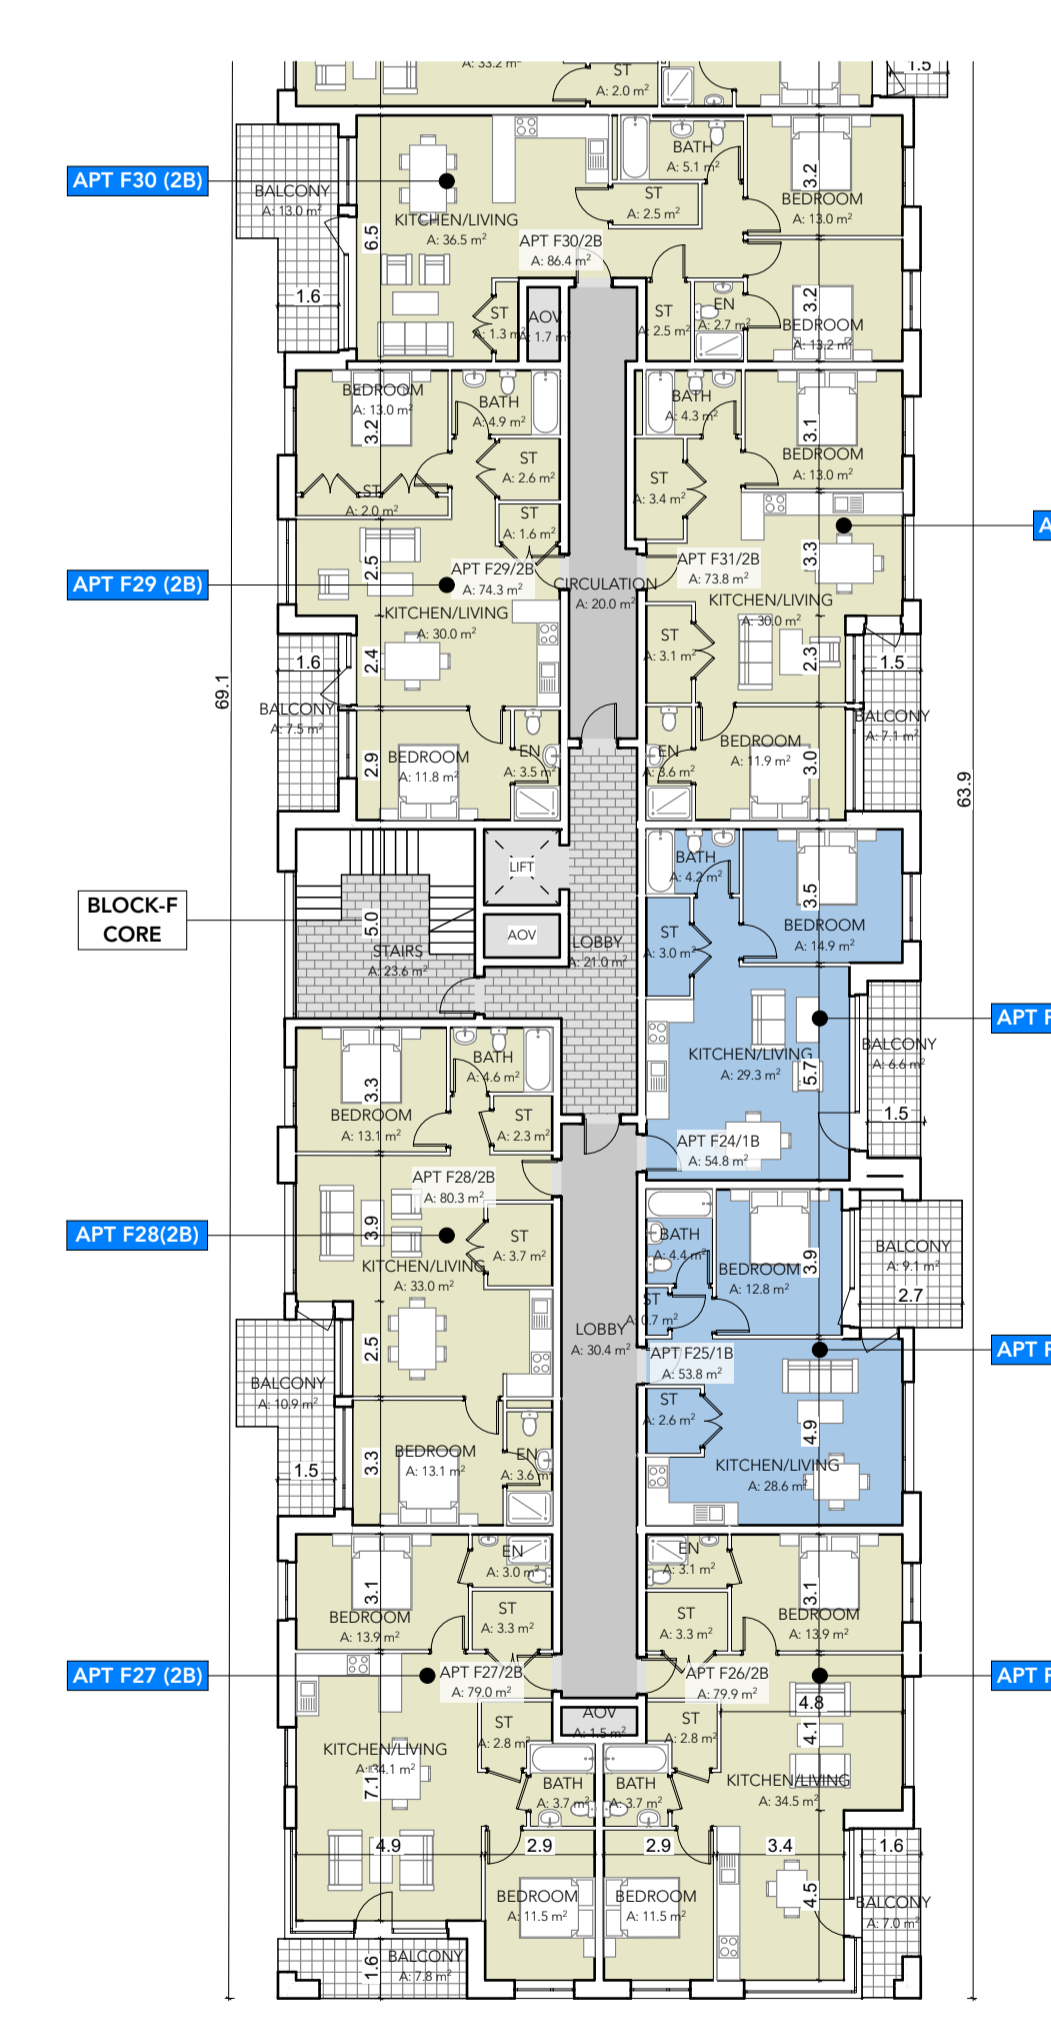 A: 33.2 m²
ST
A: 2.0 m²
1.5
APT F30 (2B)
BALCONY
A: 13.0 m²
1.6
6.5
KITCHEN/LIVING
A: 36.5 m²
BATH
A: 5.1 m²
ST
A: 2.5 m²
3.2
BEDROOM
A: 13.0 m²
APT F30/2B
A: 86.4 m²
ST
A: 1.3 m²
AOV
A: 1.7 m²
ST
A: 2.5 m²
EN
A: 2.7 m²
3.2
BEDROOM
A: 13.2 m²
BEDROOM
A: 13.0 m²
3.2
BATH
A: 4.9 m²
ST
A: 2.6 m²
ST
A: 2.0 m²
ST
A: 1.6 m²
BATH
A: 4.3 m²
ST
A: 3.4 m²
3.1
BEDROOM
A: 13.0 m²
A
APT F29 (2B)
2.5
APT F29/2B
A: 74.3 m²
KITCHEN/LIVING
A: 30.0 m²
CIRCULATION
A: 20.0 m²
APT F31/2B
A: 73.8 m²
3.3
KITCHEN/LIVING
A: 30.0 m²
ST
A: 3.1 m²
2.3
1.6
2.4
1.5
69.1
BALCONY
A: 7.5 m²
BALCONY
A: 7.1 m²
2.9
BEDROOM
A: 11.8 m²
EN
A: 3.5 m²
EN
A: 3.6 m²
BEDROOM
A: 11.9 m²
3.0
63.9
BLOCK-F
CORE
5.0
STAIRS
A: 23.6 m²
LIFT
AOV
LOBBY
A: 21.0 m²
BATH
A: 4.2 m²
3.5
BEDROOM
A: 14.9 m²
ST
A: 3.0 m²
APT F
KITCHEN/LIVING
A: 29.3 m²
5.7
BALCONY
A: 6.6 m²
1.5
APT F24/1B
A: 54.8 m²
3.3
BEDROOM
A: 13.1 m²
BATH
A: 4.6 m²
ST
A: 2.3 m²
APT F28/2B
A: 80.3 m²
APT F28(2B)
3.9
KITCHEN/LIVING
A: 33.0 m²
ST
A: 3.7 m²
2.5
BALCONY
A: 10.9 m²
1.5
3.3
BEDROOM
A: 13.1 m²
EN
A: 3.6 m²
LOBBY
A: 30.4 m²
BATH
A: 4.4 m²
BEDROOM
A: 12.8 m²
3.9
BALCONY
A: 9.1 m²
2.7
ST
A: 0.7 m²
APT F25/1B
A: 53.8 m²
APT F
ST
A: 2.6 m²
4.9
KITCHEN/LIVING
A: 28.6 m²
3.1
BEDROOM
A: 13.9 m²
EN
A: 3.0 m²
ST
A: 3.3 m²
EN
A: 3.1 m²
ST
A: 3.3 m²
3.1
BEDROOM
A: 13.9 m²
APT F27 (2B)
APT F27/2B
A: 79.0 m²
APT F26/2B
A: 79.9 m²
APT F
4.8
4.1
AOV
A: 1.5 m²
ST
A: 2.8 m²
ST
A: 2.8 m²
KITCHEN/LIVING
A: 34.1 m²
7.1
BATH
A: 3.7 m²
BATH
A: 3.7 m²
KITCHEN/LIVING
A: 34.5 m²
4.9
2.9
2.9
3.4
1.6
BEDROOM
A: 11.5 m²
BEDROOM
A: 11.5 m²
4.5
BALCONY
A: 7.0 m²
1.6
BALCONY
A: 7.8 m²